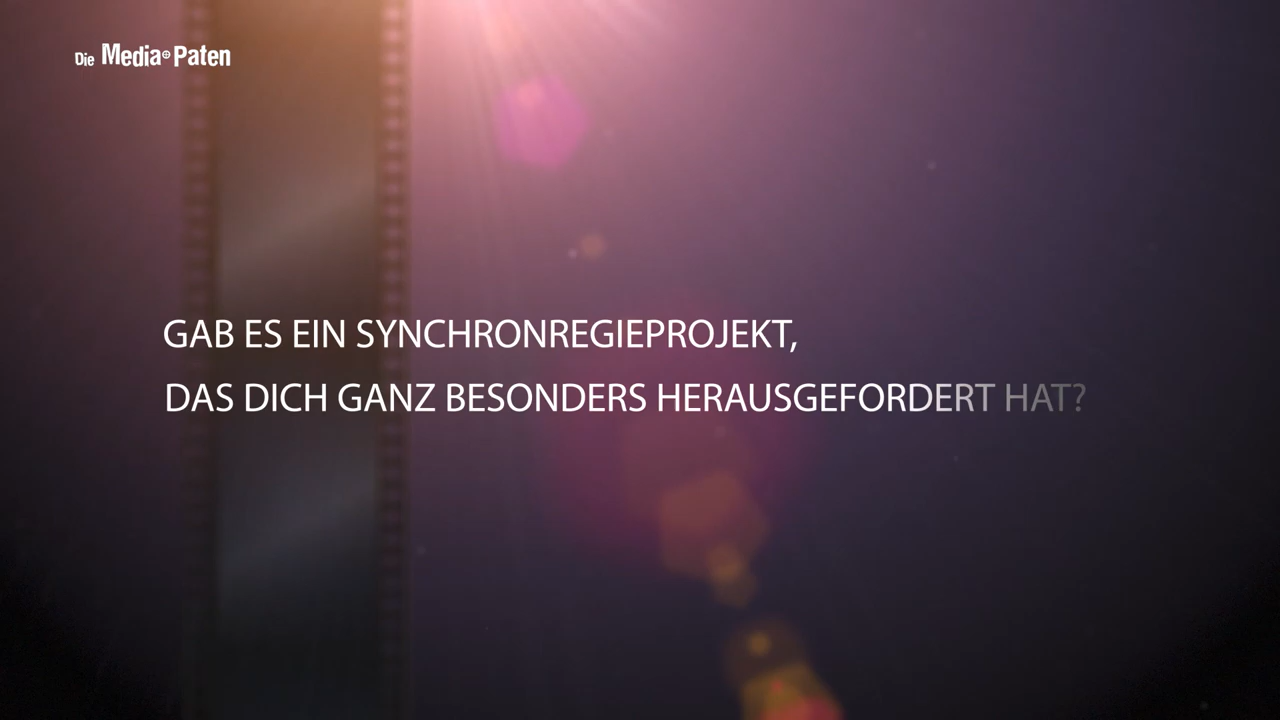 Die Media+Paten
GAB ES EIN SYNCHRONREGIEPROJEKT,
DAS DICH GANZ BESONDERS HERAUSGEFORDERT HAT?